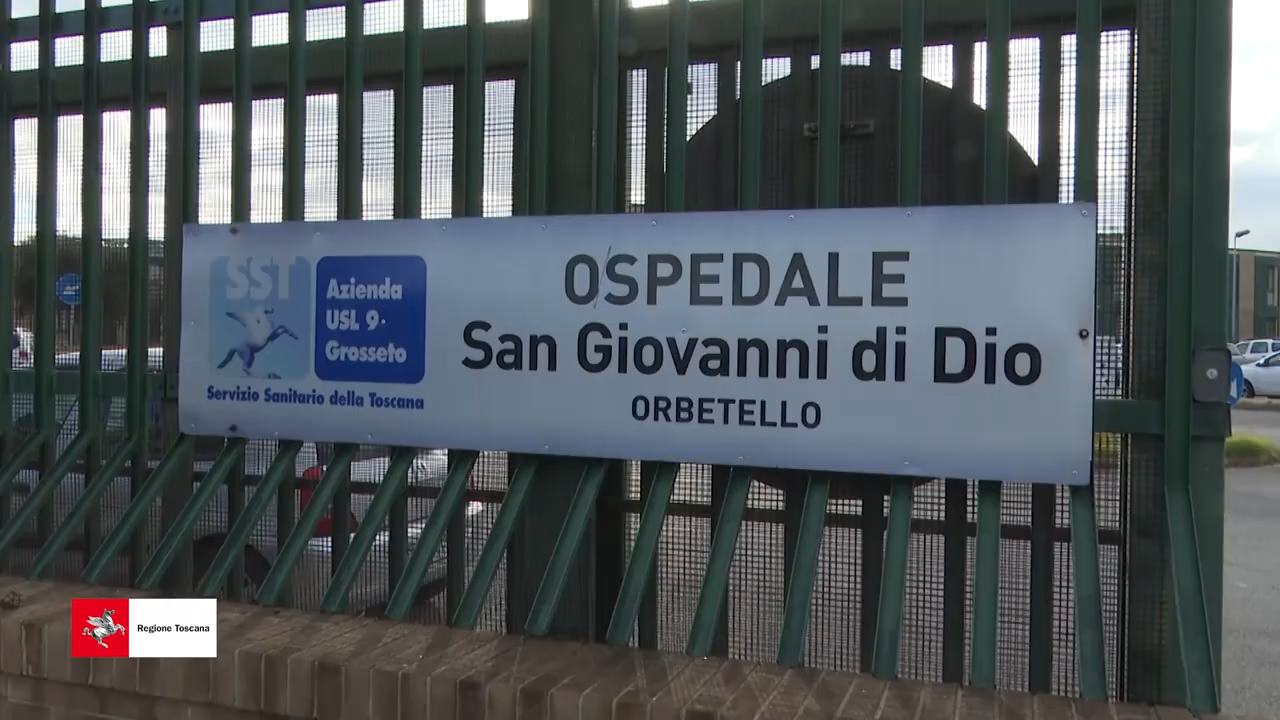 SST
Azienda
USL 9·
Grosseto
Servizio Sanitario della Toscana
OSPEDALE
San Giovanni di Dio
ORBETELLO
Regione Toscana